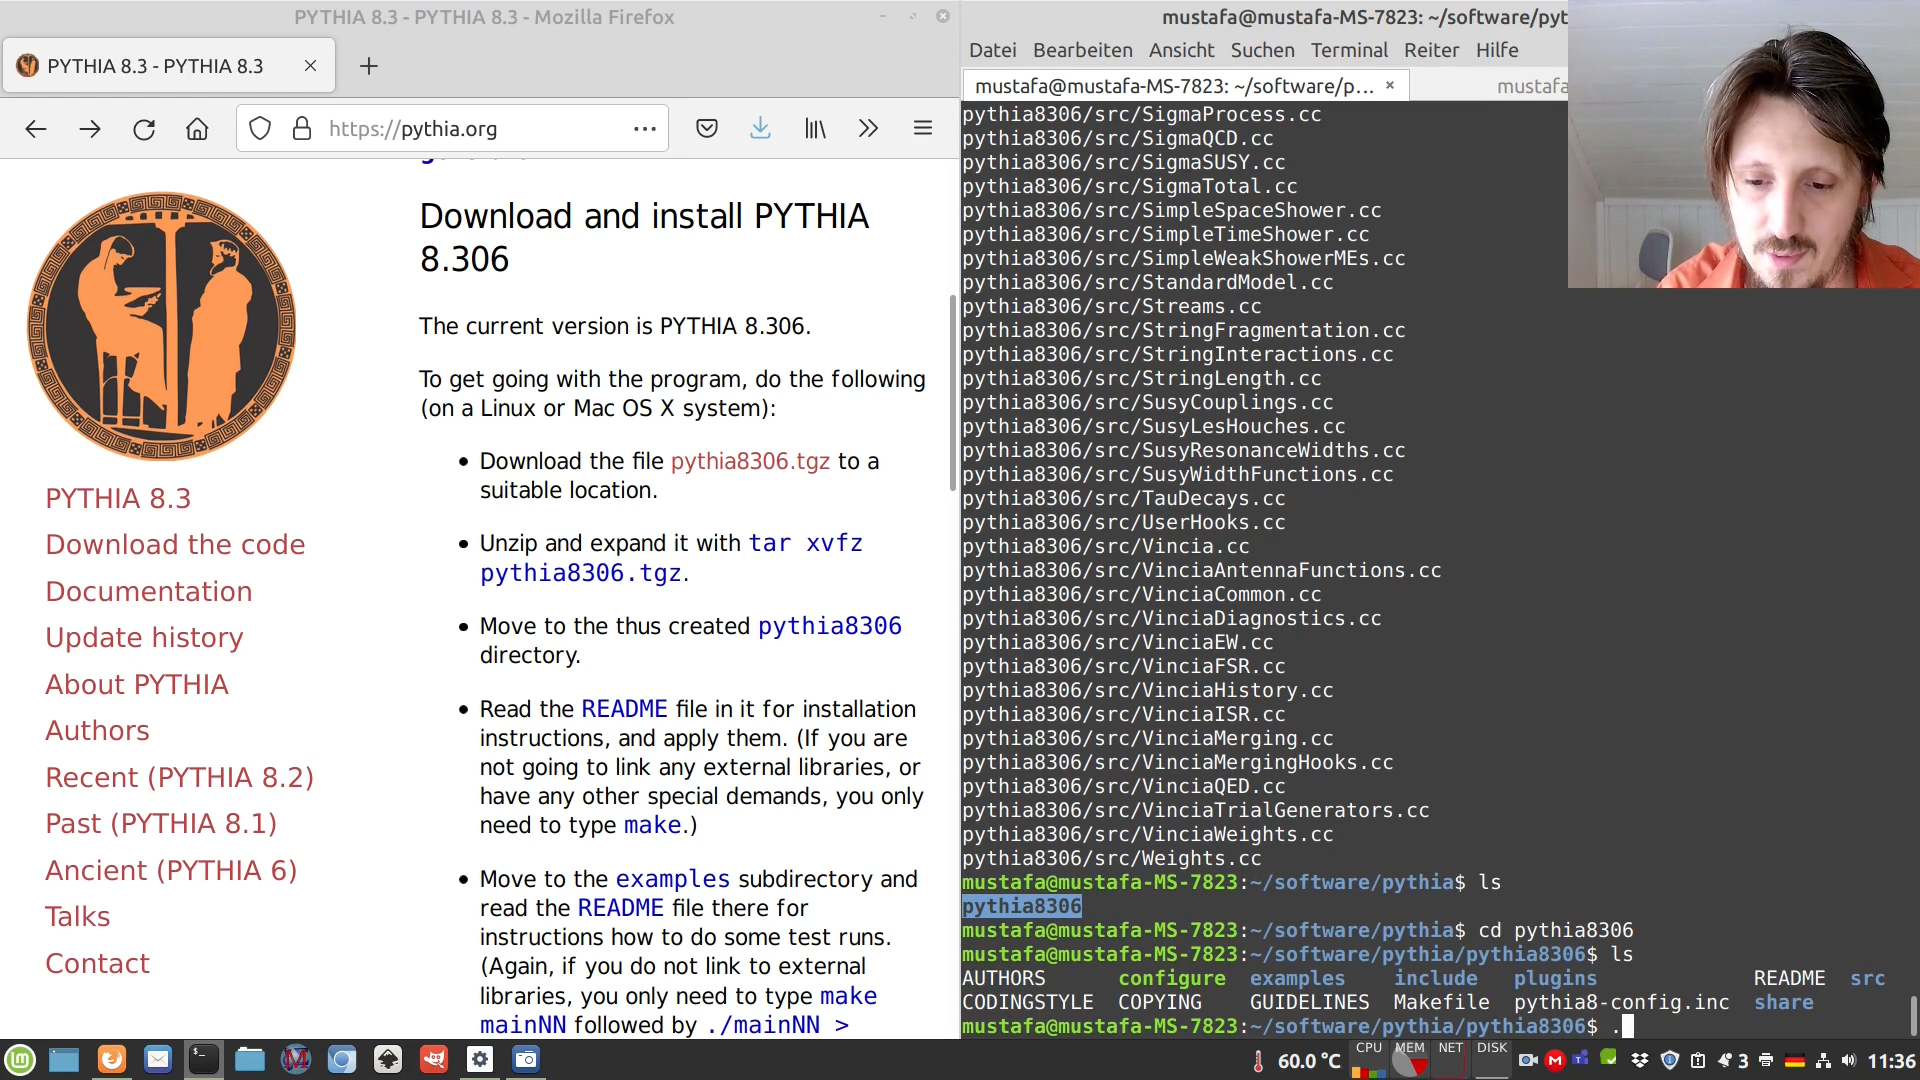 PYTHIA 8.3 - PYTHIA 8.3 - Mozilla Firefox
PYTHIA 8.3 - PYTHIA 8.3
https://pythia.org
Download and install PYTHIA
8.306
The current version is PYTHIA 8.306.
To get going with the program, do the following
(on a Linux or Mac OS X system):
Download the file pythia8306.tgz to a
suitable location.
Unzip and expand it with tar xvfz
pythia8306.tgz.
Move to the thus created pythia8306
directory.
Read the README file in it for installation
instructions, and apply them. (If you are
not going to link any external libraries, or
have any other special demands, you only
need to type make.)
Move to the examples subdirectory and
read the README file there for
instructions how to do some test runs.
(Again, if you do not link to external
libraries, you only need to type make
mainNN followed by ./mainNN >
PYTHIA 8.3
Download the code
Documentation
Update history
About PYTHIA
Authors
Recent (PYTHIA 8.2)
Past (PYTHIA 8.1)
Ancient (PYTHIA 6)
Talks
Contact
mustafa@mustafa-MS-7823: ~/software/pyt
Datei Bearbeiten Ansicht Suchen Terminal Reiter Hilfe
mustafa@mustafa-MS-7823: ~/software/p... × mustafa
pythia8306/src/SigmaProcess.cc
pythia8306/src/SigmaQCD.cc
pythia8306/src/SigmaSUSY.cc
pythia8306/src/SigmaTotal.cc
pythia8306/src/SimpleSpaceShower.cc
pythia8306/src/SimpleTimeShower.cc
pythia8306/src/SimpleWeakShowerMEs.cc
pythia8306/src/StandardModel.cc
pythia8306/src/Streams.cc
pythia8306/src/StringFragmentation.cc
pythia8306/src/StringInteractions.cc
pythia8306/src/StringLength.cc
pythia8306/src/SusyCouplings.cc
pythia8306/src/SusyLesHouches.cc
pythia8306/src/SusyResonanceWidths.cc
pythia8306/src/SusyWidthFunctions.cc
pythia8306/src/TauDecays.cc
pythia8306/src/UserHooks.cc
pythia8306/src/Vincia.cc
pythia8306/src/VinciaAntennaFunctions.cc
pythia8306/src/VinciaCommon.cc
pythia8306/src/VinciaDiagnostics.cc
pythia8306/src/VinciaEW.cc
pythia8306/src/VinciaFSR.cc
pythia8306/src/VinciaHistory.cc
pythia8306/src/VinciaISR.cc
pythia8306/src/VinciaMerging.cc
pythia8306/src/VinciaMergingHooks.cc
pythia8306/src/VinciaQED.cc
pythia8306/src/VinciaTrialGenerators.cc
pythia8306/src/VinciaWeights.cc
pythia8306/src/Weights.cc
mustafa@mustafa-MS-7823:~/software/pythia$ ls
pythia8306
mustafa@mustafa-MS-7823:~/software/pythia$ cd pythia8306
mustafa@mustafa-MS-7823:~/software/pythia/pythia8306$ ls
AUTHORS configure examples include plugins README src
CODINGSTYLE COPYING GUIDELINES Makefile pythia8-config.inc share
mustafa@mustafa-MS-7823:~/software/pythia/pythia8306$ .
60.0 °C CPU MEM NET DISK 3 11:36